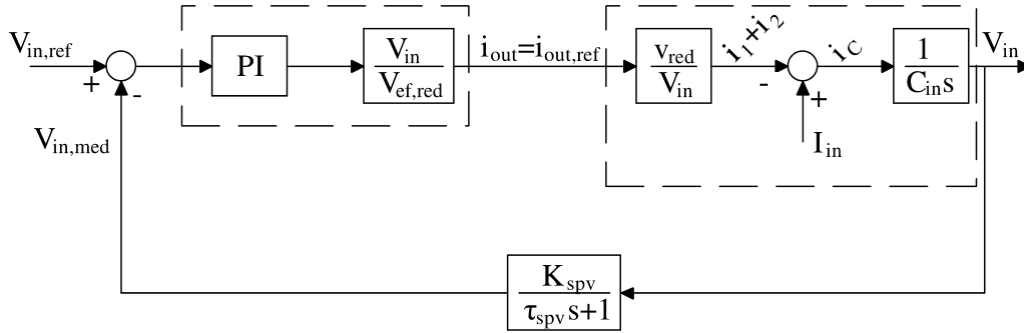 V_in,ref
+
-
PI
V_in
V_ef,red
i_out=i_out,ref
v_red
V_in
i_1+i_2
-
+
I_in
i_C
1
C_in s
V_in
V_in,med
K_spv
τ_spv s+1